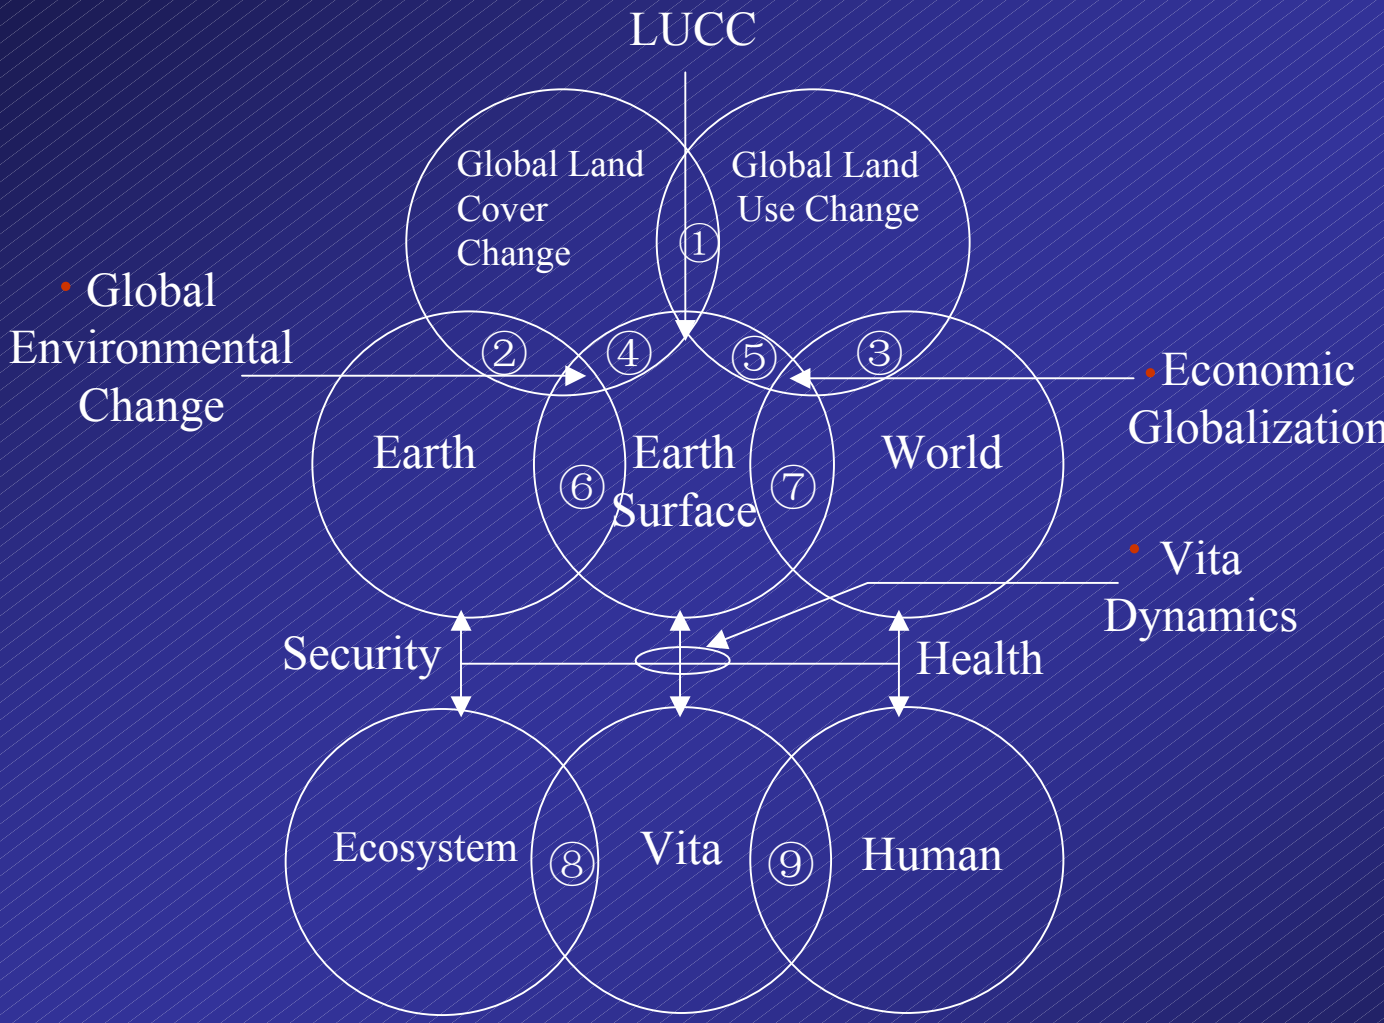 LUCC
Global Land
Cover
Change
Global Land
Use Change
①
• Global
Environmental
Change
②
④
⑤
③
• Economic
Globalization
Earth
Earth
Surface
World
⑥
⑦
• Vita
Dynamics
Security
Health
Ecosystem
Vita
Human
⑧
⑨